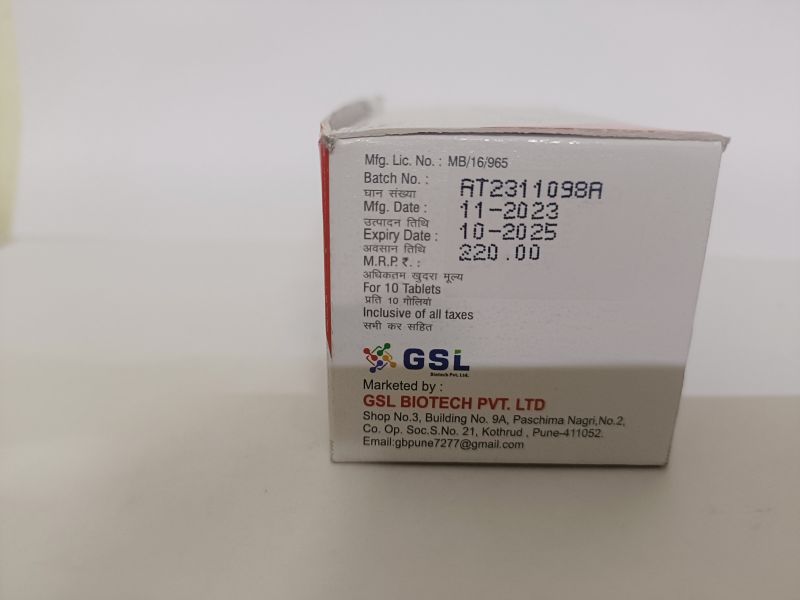 Mfg. Lic. No. : MB/16/965
Batch No. : AT2311098A
घान संख्या
Mfg. Date : 11-2023
उत्पादन तिथि
Expiry Date : 10-2025
अवसान तिथि
M.R.P. ₹. : 220.00
अधिकतम खुदरा मूल्य
For 10 Tablets
प्रति 10 गोलियां
Inclusive of all taxes
सभी कर सहित
GSL
Biotech Pvt. Ltd.
Marketed by :
GSL BIOTECH PVT. LTD
Shop No.3, Building No. 9A, Paschima Nagri,No.2,
Co. Op. Soc.S.No. 21, Kothrud , Pune-411052.
Email:gbpune7277@gmail.com